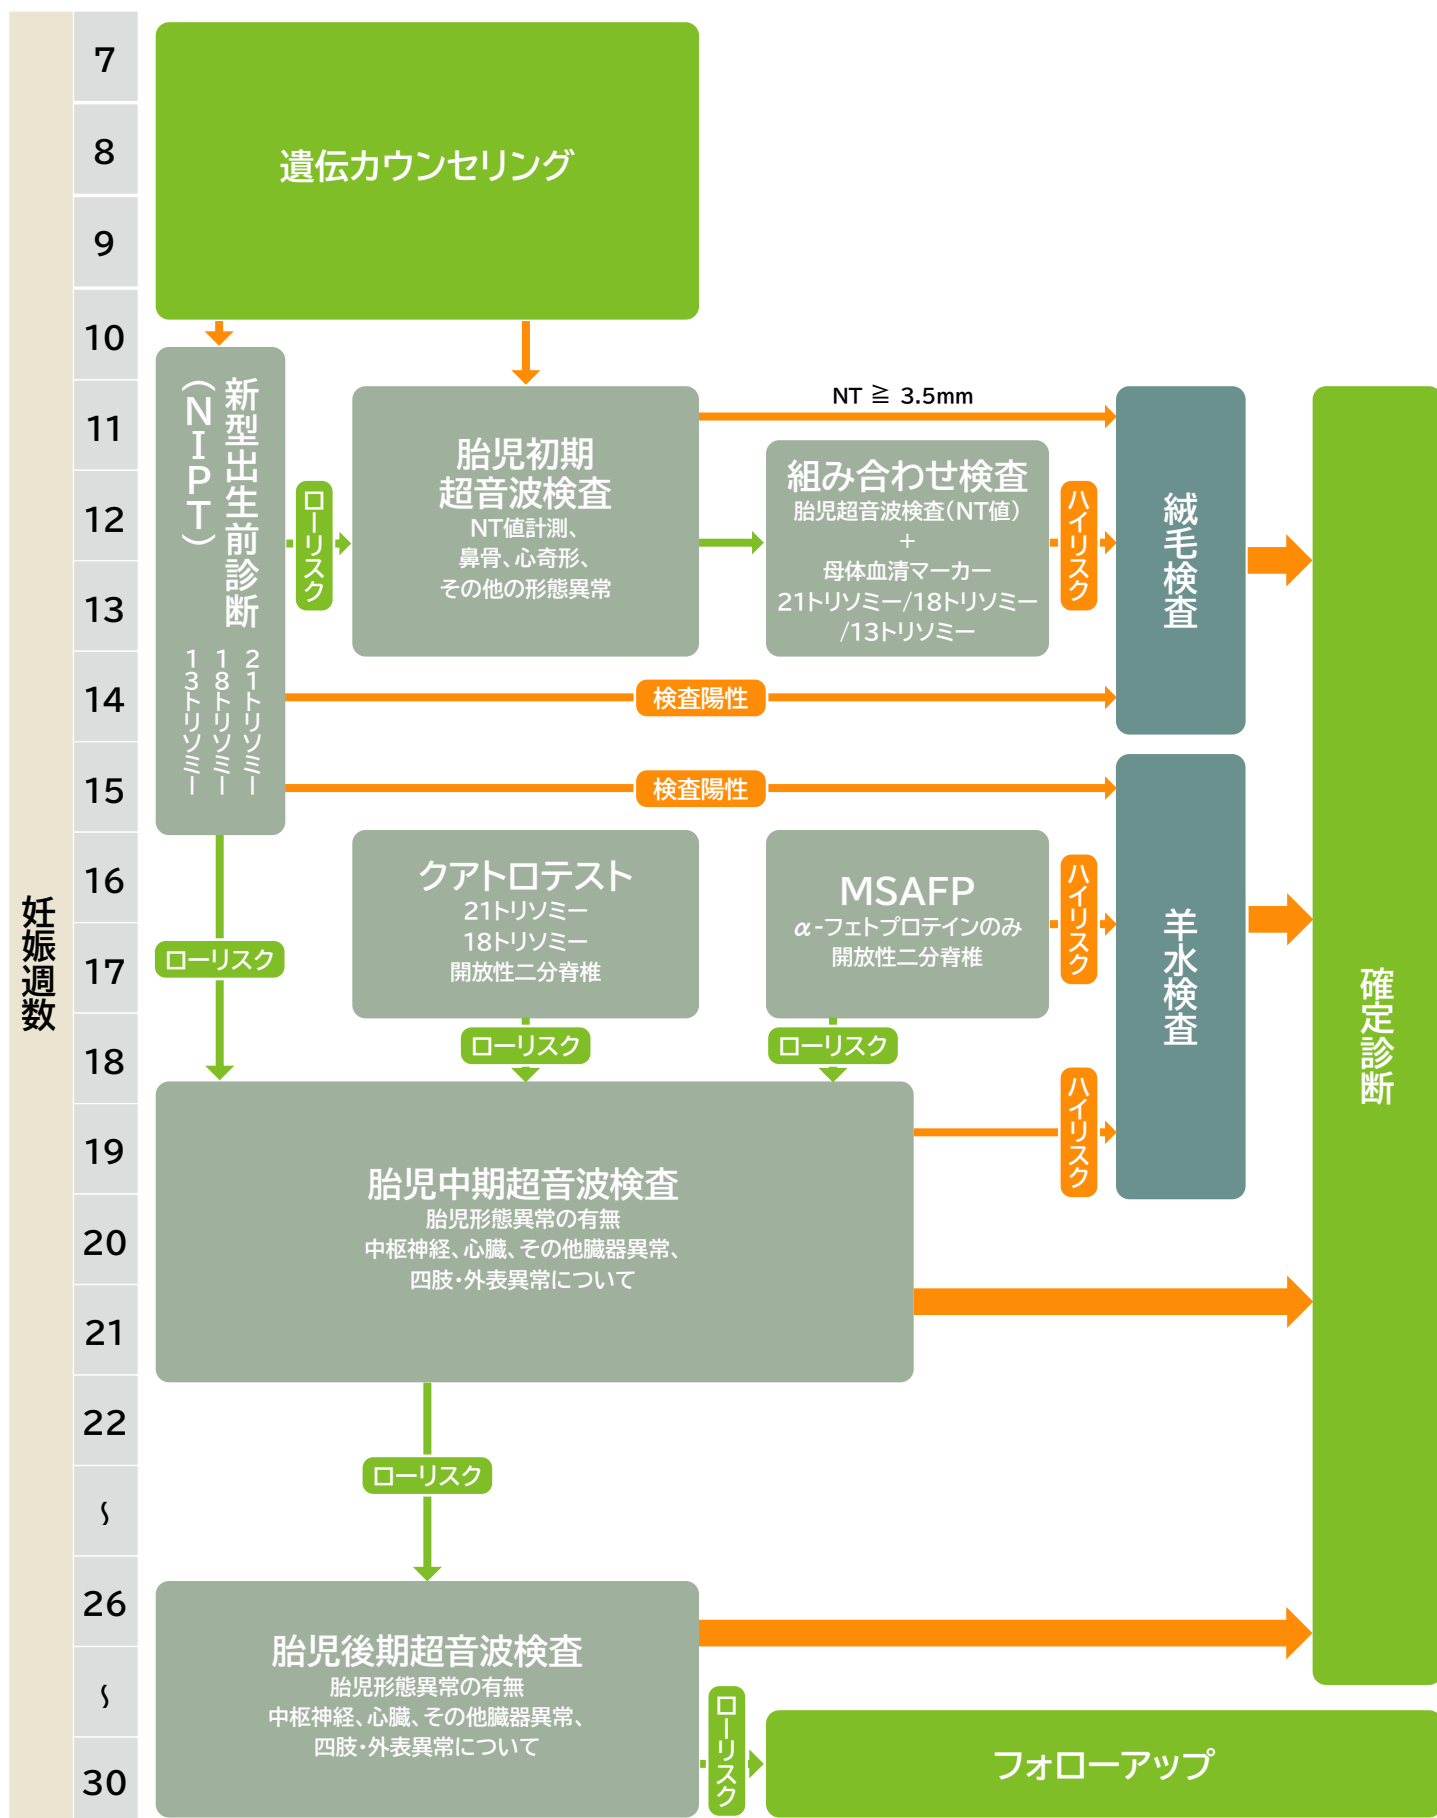 妊娠週数
7
8
9
10
11
12
13
14
15
16
17
18
19
20
21
22
〜
26
〜
30
遺伝カウンセリング
新型出生前診断
(NIPT)
21トリソミー
18トリソミー
13トリソミー
ローリスク
胎児初期
超音波検査
NT値計測、
鼻骨、心奇形、
その他の形態異常
NT ≧ 3.5mm
組み合わせ検査
胎児超音波検査(NT値)
+
母体血清マーカー
21トリソミー/18トリソミー
/13トリソミー
ハイリスク
絨毛検査
検査陽性
検査陽性
ローリスク
クアトロテスト
21トリソミー
18トリソミー
開放性二分脊椎
ローリスク
MSAFP
α-フェトプロテインのみ
開放性二分脊椎
ローリスク
ハイリスク
羊水検査
ハイリスク
確定診断
胎児中期超音波検査
胎児形態異常の有無
中枢神経、心臓、その他臓器異常、
四肢・外表異常について
ローリスク
胎児後期超音波検査
胎児形態異常の有無
中枢神経、心臓、その他臓器異常、
四肢・外表異常について
ローリスク
フォローアップ